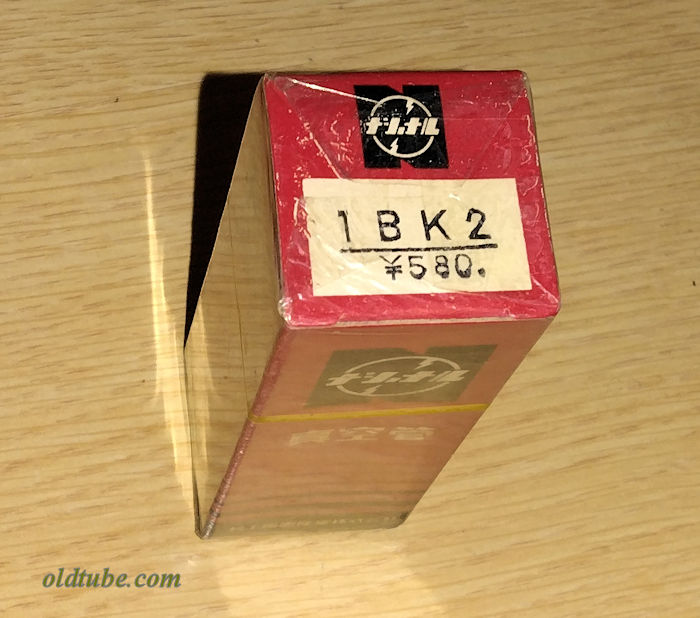 ナショナル
1BK2
¥580.
ナショナル
真空管
oldtube.com